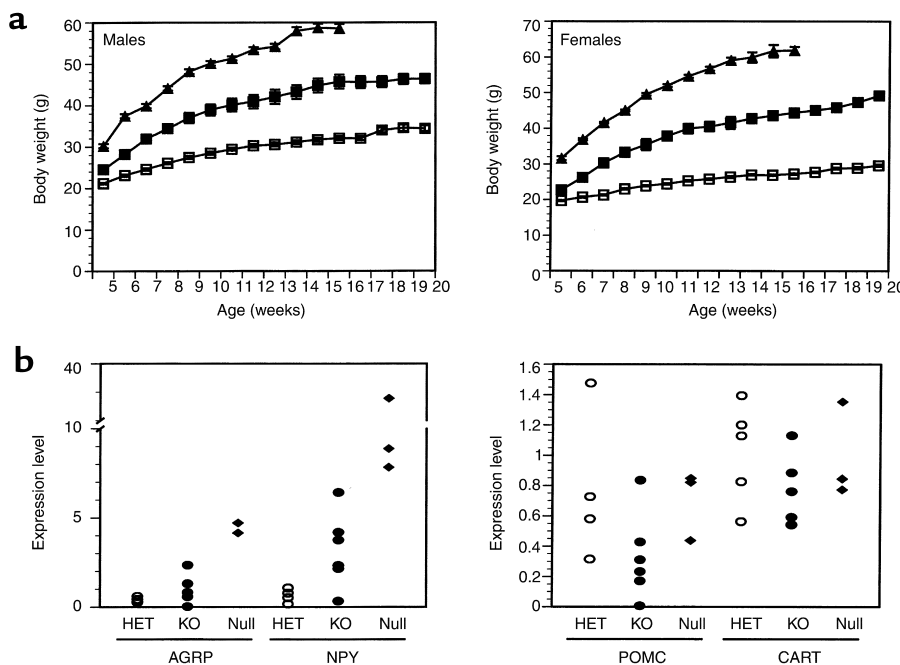 a
Males
Body weight (g)
60
50
40
30
20
10
0
5 6 7 8 9 10 11 12 13 14 15 16 17 18 19 20
Age (weeks)
Females
Body weight (g)
70
60
50
40
30
20
10
0
5 6 7 8 9 10 11 12 13 14 15 16 17 18 19 20
Age (weeks)
b
Expression level
40
10
5
0
HET KO Null HET KO Null
AGRP NPY
Expression level
1.6
1.4
1.2
1
0.8
0.6
0.4
0.2
0
HET KO Null HET KO Null
POMC CART